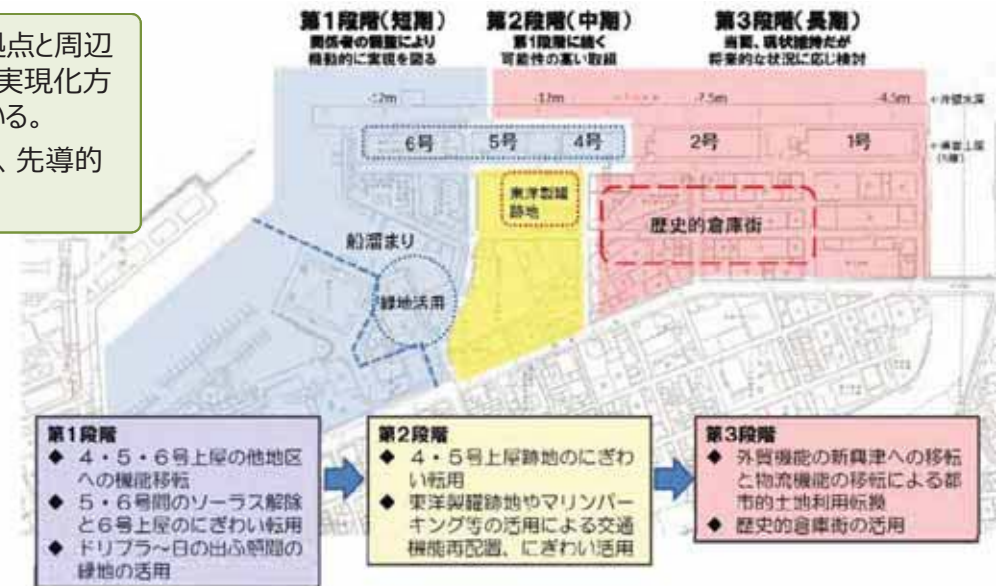 拠点と周辺
実現化方
いる。
、先導的
第1段階(短期)
関係者の調整により
機動的に実現を図る
第2段階(中期)
第1段階に続く
可能性の高い取組
第3段階(長期)
当面、現状維持だが
将来的な状況に応じ検討
-12m
-12m
-7.5m
-4.5m
←岸壁水深
6号
5号
4号
2号
1号
東洋製罐
跡地
歴史的倉庫街
船溜まり
緑地活用
第1段階
◆ 4・5・6号上屋の他地区
への機能移転
◆ 5・6号間のソーラス解除
と6号上屋のにぎわい転用
◆ ドリプラ~日の出ふ頭間の
緑地の活用
第2段階
◆ 4・5号上屋跡地のにぎわ
い転用
◆ 東洋製罐跡地やマリンパー
キング等の活用による交通
機能再配置、にぎわい活用
第3段階
◆ 外貿機能の新興津への移転
と物流機能の移転による都
市的土地利用転換
◆ 歴史的倉庫街の活用